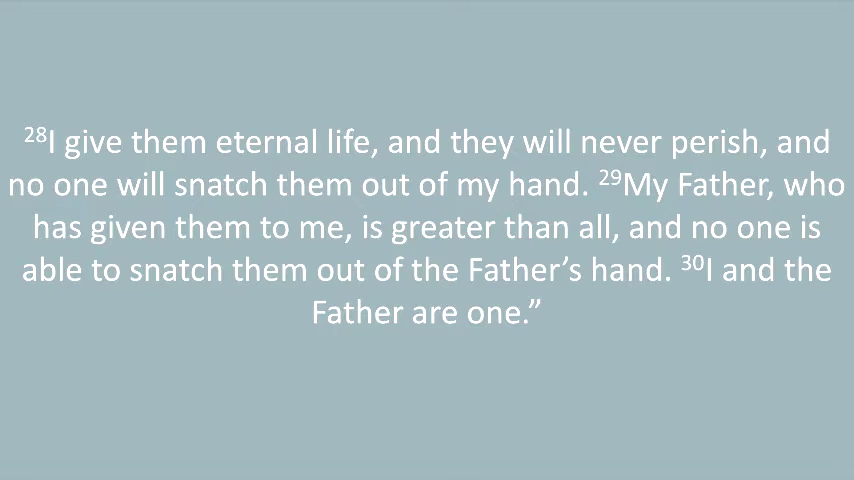 ²⁸I give them eternal life, and they will never perish, and
no one will snatch them out of my hand. ²⁹My Father, who
has given them to me, is greater than all, and no one is
able to snatch them out of the Father’s hand. ³⁰I and the
Father are one.”